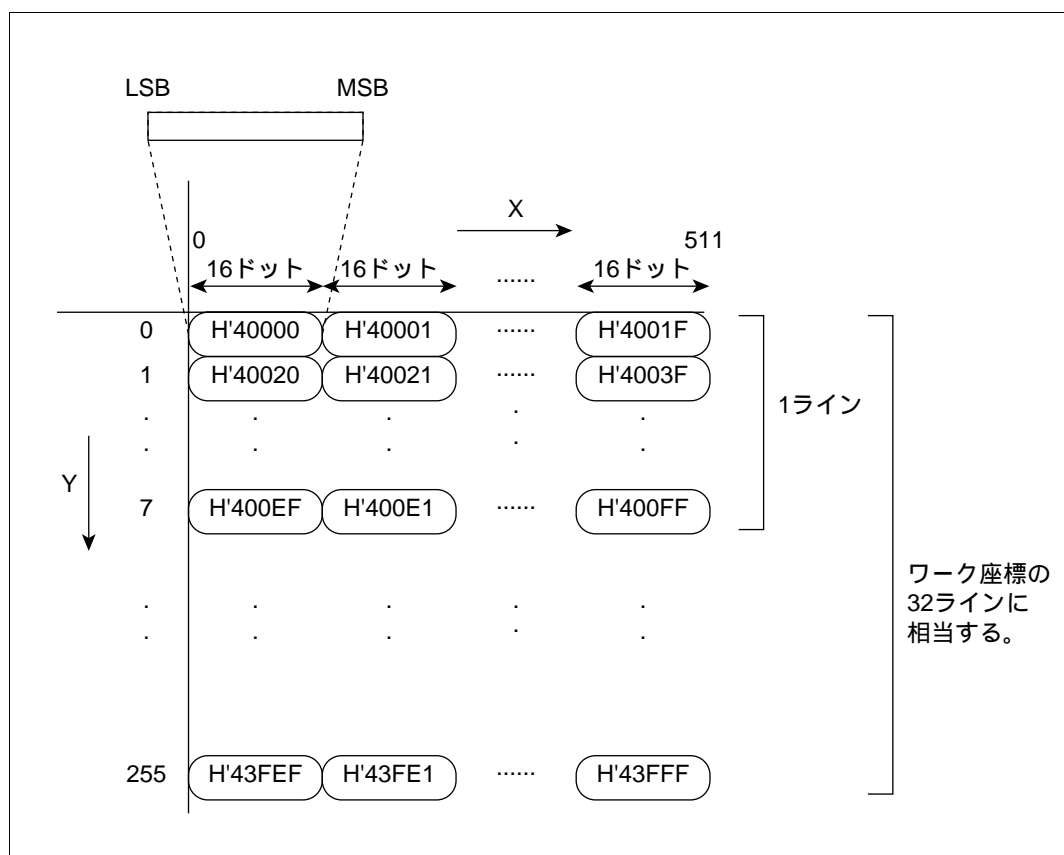 LSB MSB
X
0 511
16ドット 16ドット ...... 16ドット
0 H'40000 H'40001 ...... H'4001F
1 H'40020 H'40021 ...... H'4003F
1ライン
Y
7 H'400EF H'400E1 ...... H'400FF
ワーク座標の
32ラインに
相当する。
255 H'43FEF H'43FE1 ...... H'43FFF